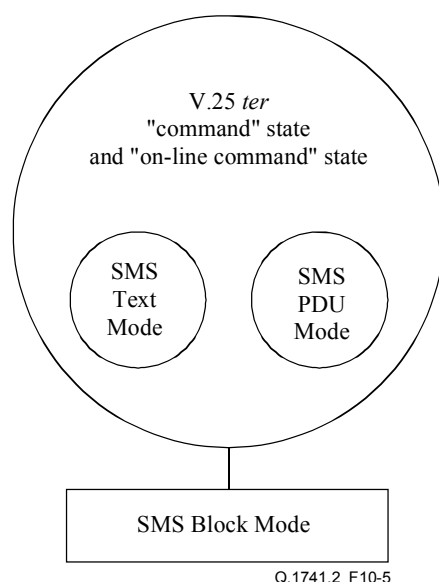 V.25 ter
"command" state
and "on-line command" state
SMS
Text
Mode
SMS
PDU
Mode
SMS Block Mode
Q.1741.2_F10-5